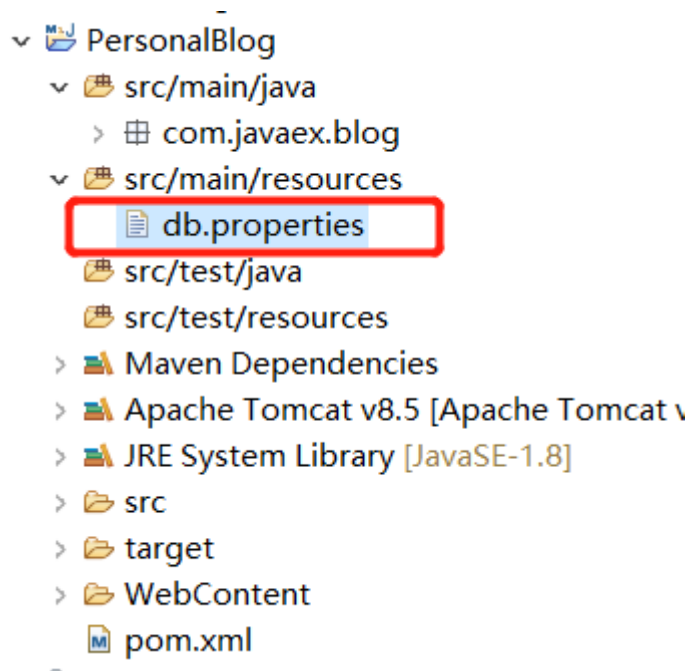 PersonalBlog
src/main/java
com.javaex.blog
src/main/resources
db.properties
src/test/java
src/test/resources
Maven Dependencies
Apache Tomcat v8.5 [Apache Tomcat v
JRE System Library [JavaSE-1.8]
src
target
WebContent
pom.xml